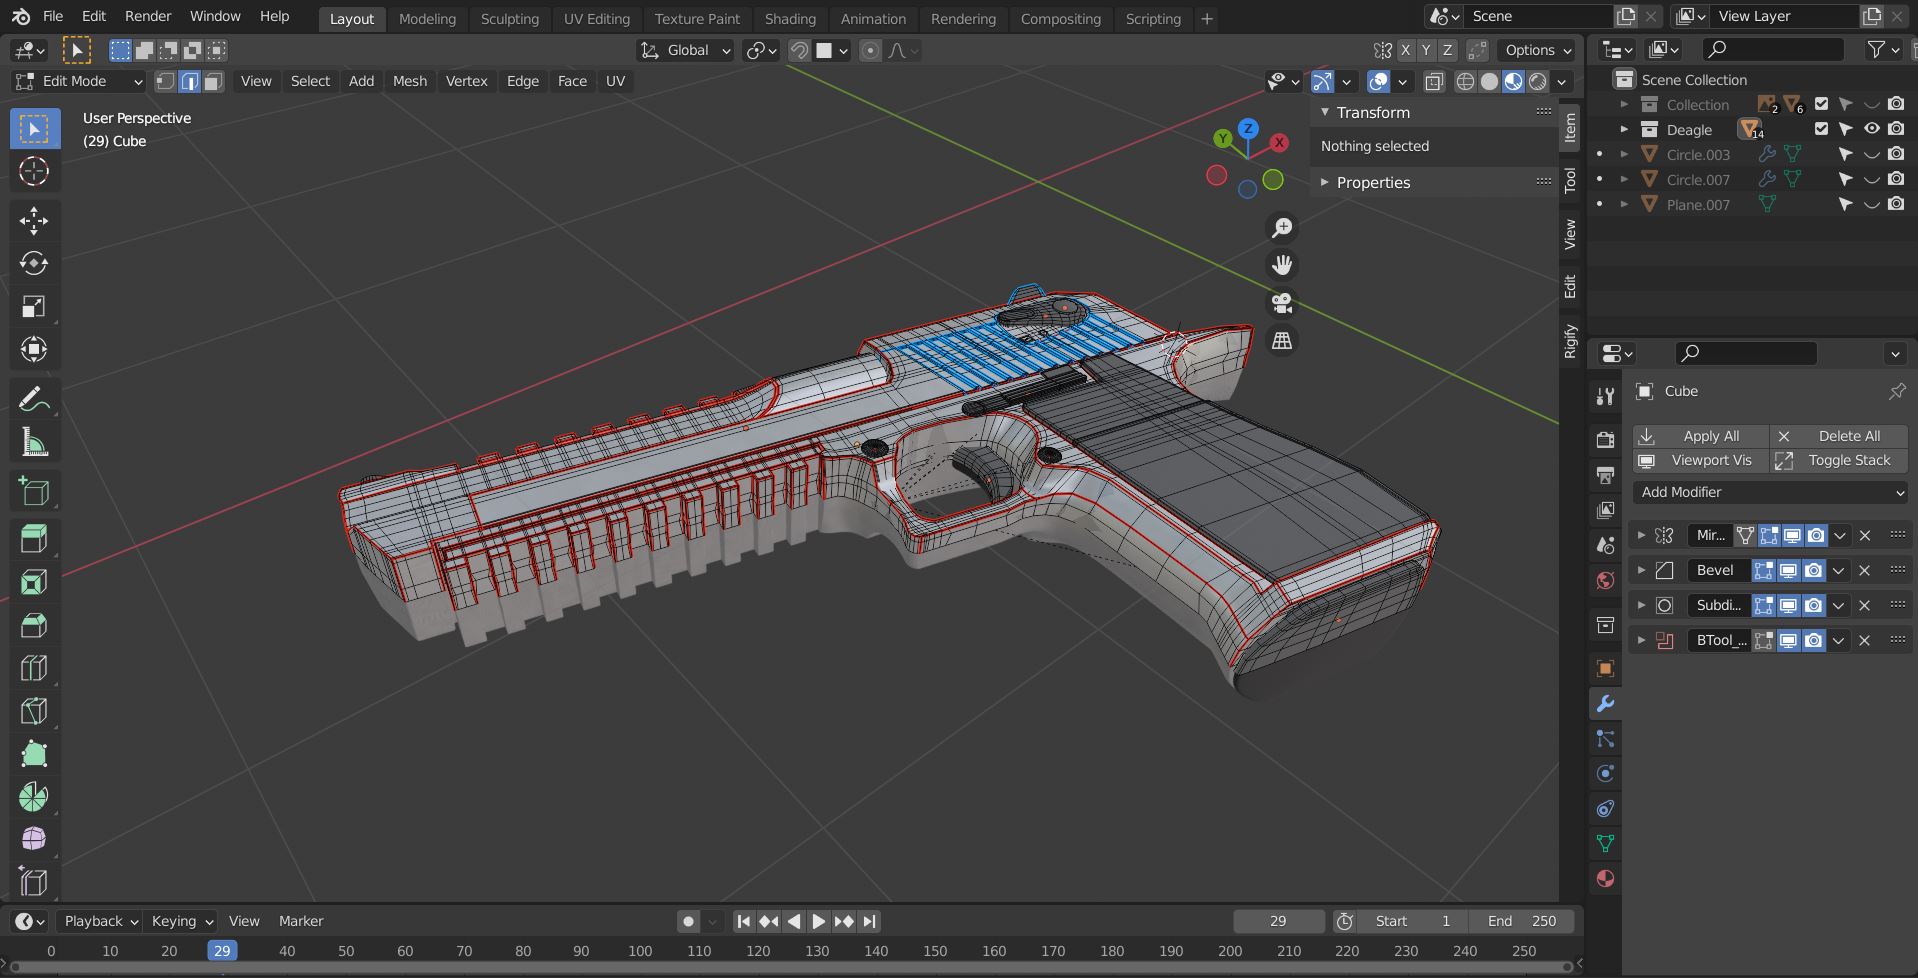 File Edit Render Window Help Layout Modeling Sculpting UV Editing Texture Paint Shading Animation Rendering Compositing Scripting + Scene View Layer
Global X Y Z Options
Edit Mode View Select Add Mesh Vertex Edge Face UV
User Perspective
(29) Cube
Z
Y
X
Transform
Nothing selected
Properties
Item
Tool
View
Edit
Rigify
Scene Collection
Collection 2 6
Deagle 14
Circle.003
Circle.007
Plane.007
Cube
Apply All Delete All
Viewport Vis Toggle Stack
Add Modifier
Mir...
Bevel
Subdi...
BTool_...
Playback Keying View Marker 29 Start 1 End 250
0 10 20 29 40 50 60 70 80 90 100 110 120 130 140 150 160 170 180 190 200 210 220 230 240 250